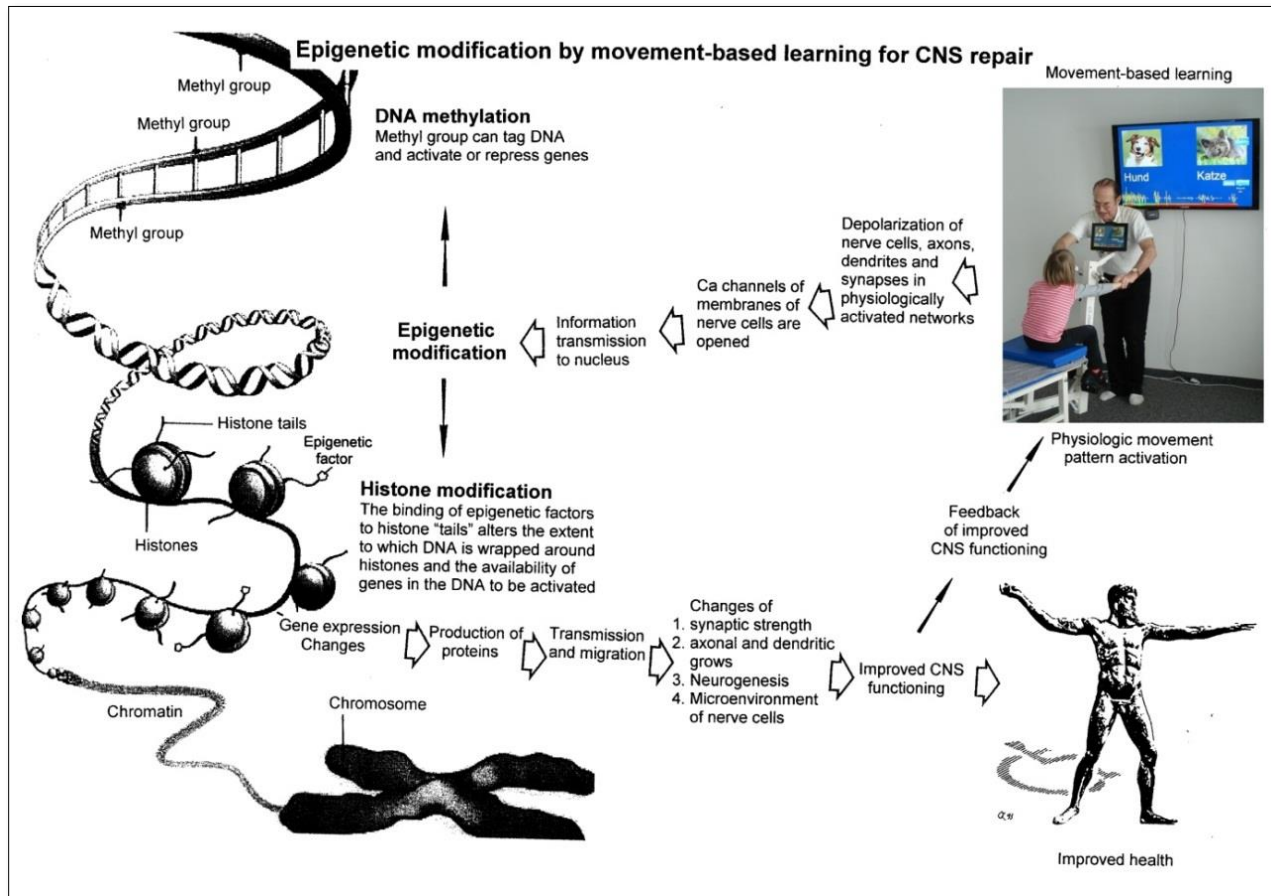 Epigenetic modification by movement-based learning for CNS repair
Methyl group
Methyl group
Methyl group
DNA methylation
Methyl group can tag DNA
and activate or repress genes
Movement-based learning
Hund
Katze
Depolarization of
nerve cells, axons,
dendrites and
synapses in
physiologically
activated networks
Ca channels of
membranes of
nerve cells are
opened
Information
transmission
to nucleus
Epigenetic
modification
Histone tails
Epigenetic
factor
Histones
Histone modification
The binding of epigenetic factors
to histone "tails" alters the extent
to which DNA is wrapped around
histones and the availability of
genes in the DNA to be activated
Physiologic movement
pattern activation
Feedback
of improved
CNS functioning
Gene expression
Changes
Production of
proteins
Transmission
and migration
Changes of
1. synaptic strength
2. axonal and dendritic
grows
3. Neurogenesis
4. Microenvironment
of nerve cells
Improved CNS
functioning
Chromatin
Chromosome
Improved health